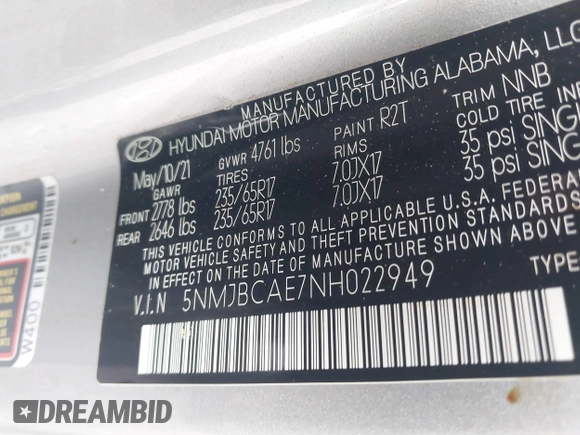 MANUFACTURED BY
HYUNDAI MOTOR MANUFACTURING ALABAMA, LLC
May/10/21 GVWR 4761 lbs PAINT R2T TRIM NNB
GAWR TIRES RIMS COLD TIRE
FRONT 2778 lbs 235/65R17 7.0JX17 35 psi SING
REAR 2646 lbs 235/65R17 7.0JX17 35 psi SING
THIS VEHICLE CONFORMS TO ALL APPLICABLE U.S.A. FEDERAL
MOTOR VEHICLE SAFETY AND THEFT PREVENTION STANDARDS
IN EFFECT ON THE DATE OF MANUFACTURE SHOWN ABOVE.
V.I.N 5NMJBCAE7NH022949 TYPE
W400
DREAMBID